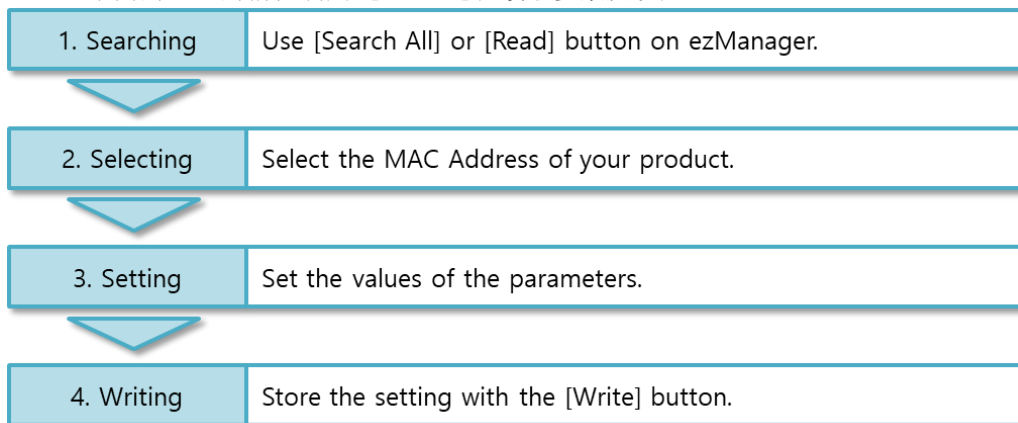 1. Searching Use [Search All] or [Read] button on ezManager.
2. Selecting Select the MAC Address of your product.
3. Setting Set the values of the parameters.
4. Writing Store the setting with the [Write] button.